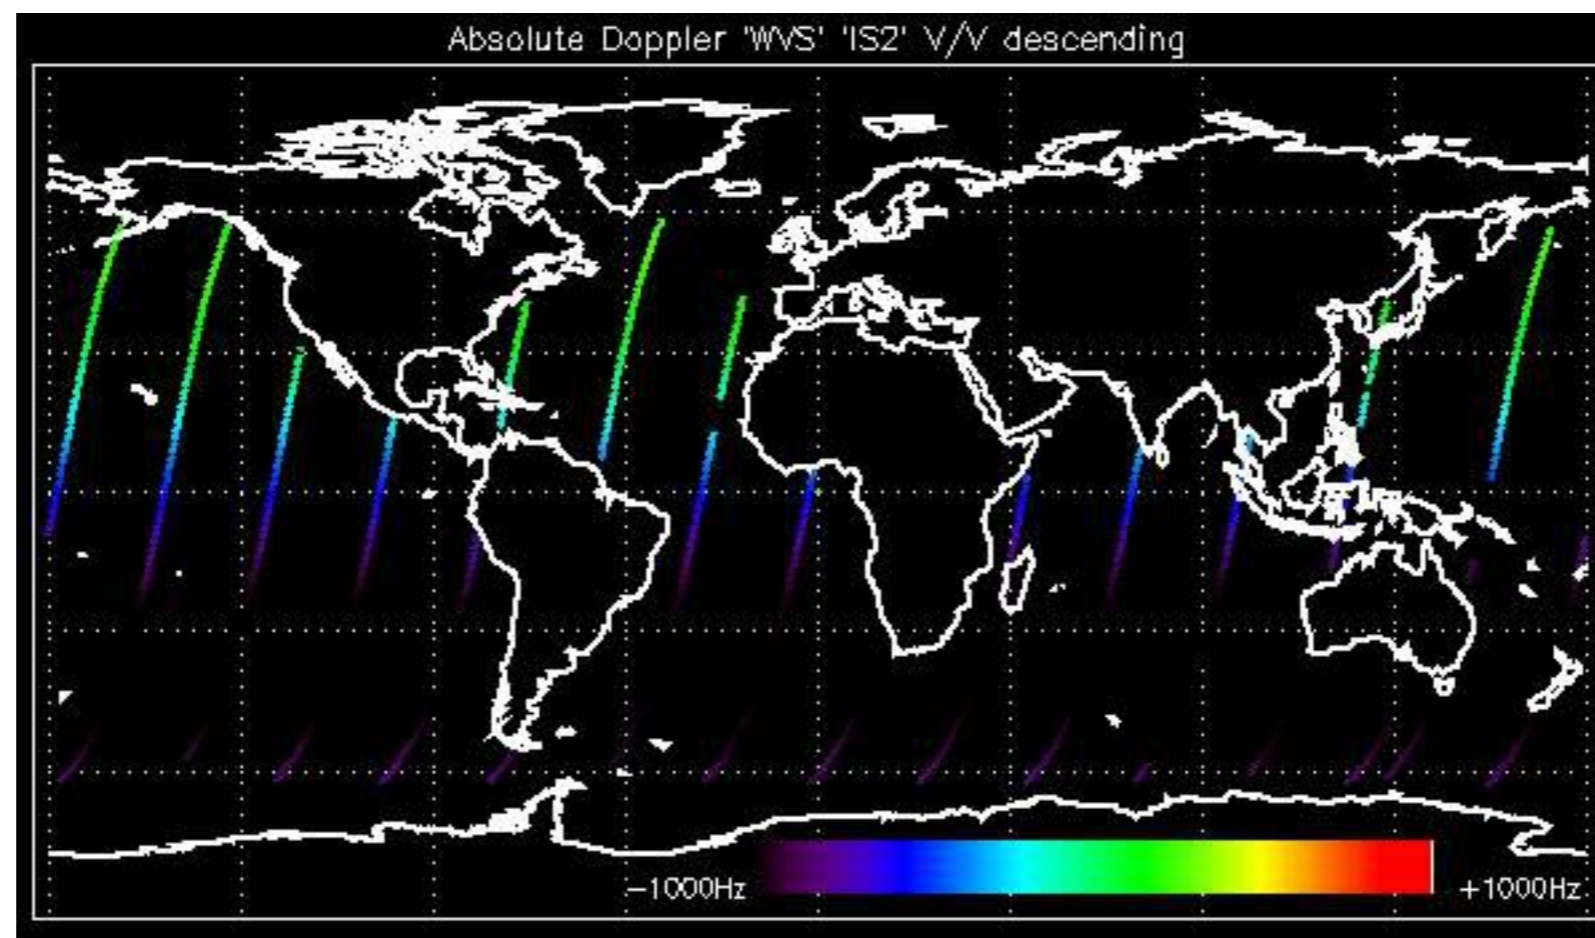 Absolute Doppler 'WVS' 'IS2' V/V descending
−1000Hz
+1000Hz